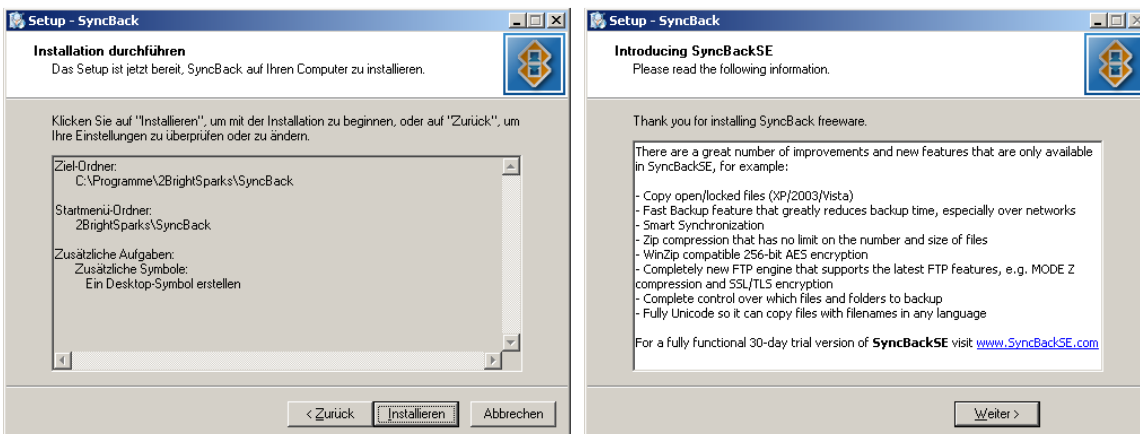 Setup - SyncBack
Installation durchführen
Das Setup ist jetzt bereit, SyncBack auf Ihren Computer zu installieren.
Klicken Sie auf "Installieren", um mit der Installation zu beginnen, oder auf "Zurück", um
Ihre Einstellungen zu überprüfen oder zu ändern.
Ziel-Ordner:
C:\Programme\2BrightSparks\SyncBack
Startmenü-Ordner:
2BrightSparks\SyncBack
Zusätzliche Aufgaben:
Zusätzliche Symbole:
Ein Desktop-Symbol erstellen
< Zurück
Installieren
Abbrechen
Setup - SyncBack
Introducing SyncBackSE
Please read the following information.
Thank you for installing SyncBack freeware.
There are a great number of improvements and new features that are only available
in SyncBackSE, for example:
- Copy open/locked files (XP/2003/Vista)
- Fast Backup feature that greatly reduces backup time, especially over networks
- Smart Synchronization
- Zip compression that has no limit on the number and size of files
- WinZip compatible 256-bit AES encryption
- Completely new FTP engine that supports the latest FTP features, e.g. MODE Z
compression and SSL/TLS encryption
- Complete control over which files and folders to backup
- Fully Unicode so it can copy files with filenames in any language
For a fully functional 30-day trial version of SyncBackSE visit www.SyncBackSE.com
Weiter >